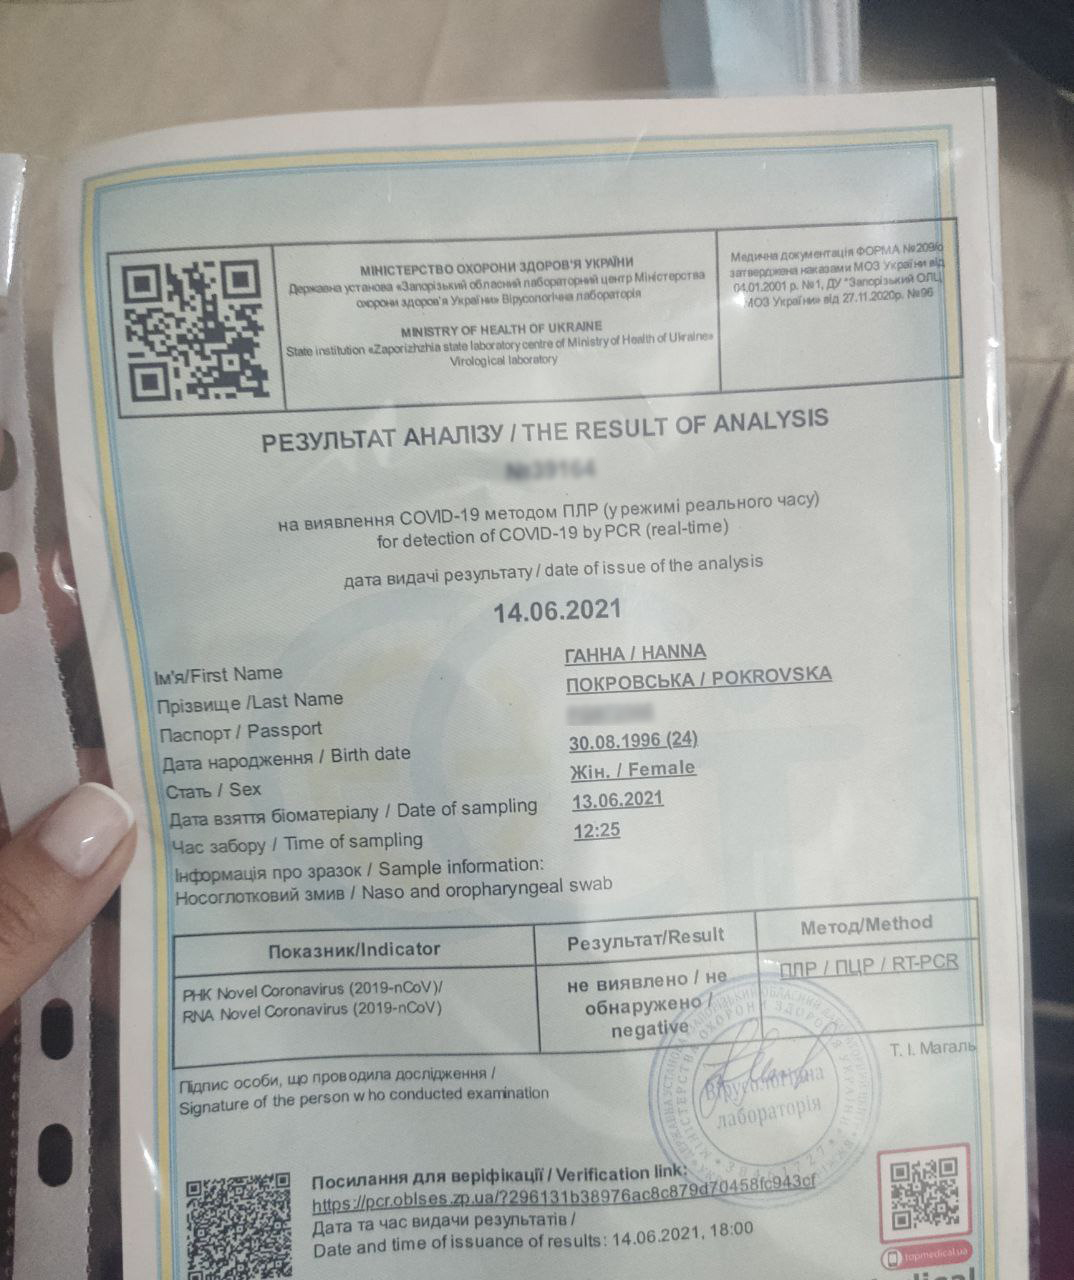 МІНІСТЕРСТВО ОХОРОНИ ЗДОРОВ'Я УКРАЇНИ
Державна установа «Запорізький обласний лабораторний центр Міністерства
охорони здоров'я України» Вірусологічна лабораторія
MINISTRY OF HEALTH OF UKRAINE
State institution «Zaporizhzhia state laboratory centre of Ministry of Health of Ukraine»
Virological laboratory
Медична документація ФОРМА №209/о
затверджена наказами МОЗ України від
04.01.2001 р. №1, ДУ "Запорізький ОЛЦ
МОЗ України» від 27.11.2020р. №96
РЕЗУЛЬТАТ АНАЛІЗУ / THE RESULT OF ANALYSIS
на виявлення COVID-19 методом ПЛР (у режимі реального часу)
for detection of COVID-19 by PCR (real-time)
дата видачі результату / date of issue of the analysis
14.06.2021
Ім'я/First Name ГАННА / HANNA
Прізвище /Last Name ПОКРОВСЬКА / POKROVSKA
Паспорт / Passport
Дата народження / Birth date 30.08.1996 (24)
Стать / Sex Жін. / Female
Дата взяття біоматеріалу / Date of sampling 13.06.2021
Час забору / Time of sampling 12:25
Інформація про зразок / Sample information:
Носоглотковий змив / Naso and oropharyngeal swab
Показник/Indicator Результат/Result Метод/Method
РНК Novel Coronavirus (2019-nCoV)/
RNA Novel Coronavirus (2019-nCoV)
не виявлено / не
обнаружено /
negative
ПЛР / ПЦР / RT-PCR
Т. І. Магаль
Вірусологічна
лабораторія
Підпис особи, що проводила дослідження /
Signature of the person who conducted examination
Посилання для веріфікації / Verification link:
https://pcr.oblses.zp.ua/?296131b38976ac8c879d70458fc943cf
Дата та час видачи результатів /
Date and time of issuance of results: 14.06.2021, 18:00
topmedical.ua